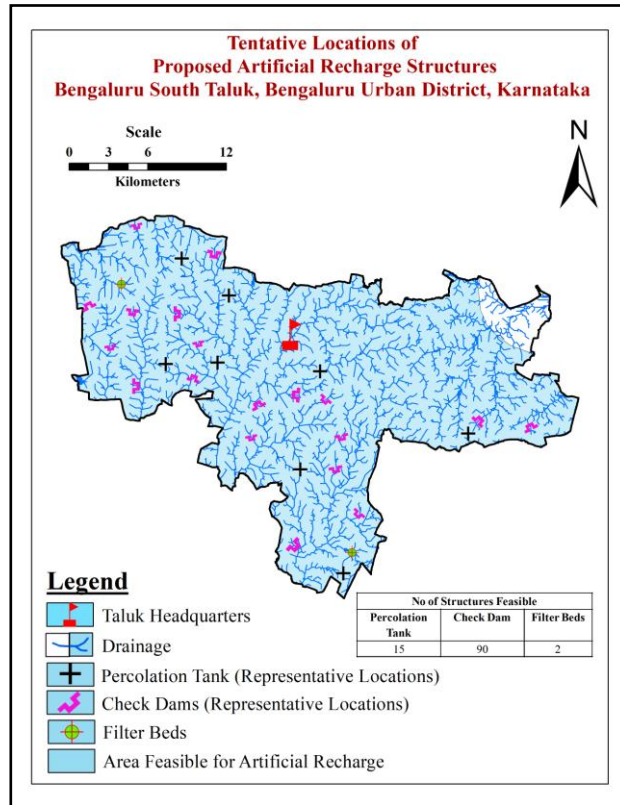 Tentative Locations of
Proposed Artificial Recharge Structures
Bengaluru South Taluk, Bengaluru Urban District, Karnataka
Scale
0 3 6 12
Kilometers
N
Legend
Taluk Headquarters
Drainage
Percolation Tank (Representative Locations)
Check Dams (Representative Locations)
Filter Beds
Area Feasible for Artificial Recharge
No of Structures Feasible
Percolation Tank Check Dam Filter Beds
15 90 2